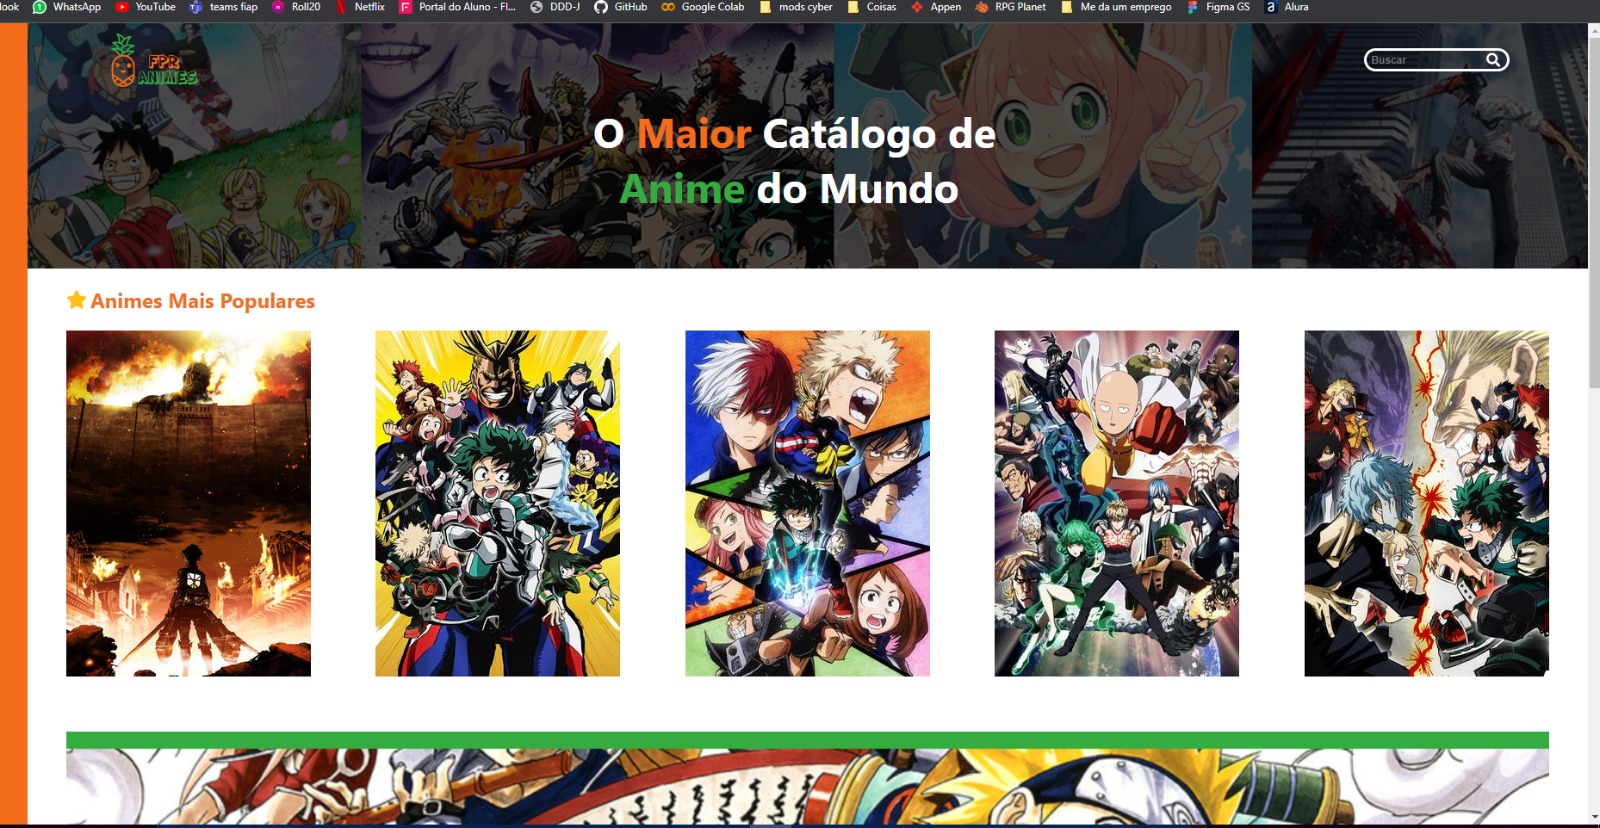 look WhatsApp YouTube teams fiap Roll20 Netflix Portal do Aluno - Fl... DDD-J GitHub Google Colab mods cyber Coisas Appen RPG Planet Me da um emprego Figma GS Alura
FPR
ANIMES
Buscar
O Maior Catálogo de
Anime do Mundo
Animes Mais Populares